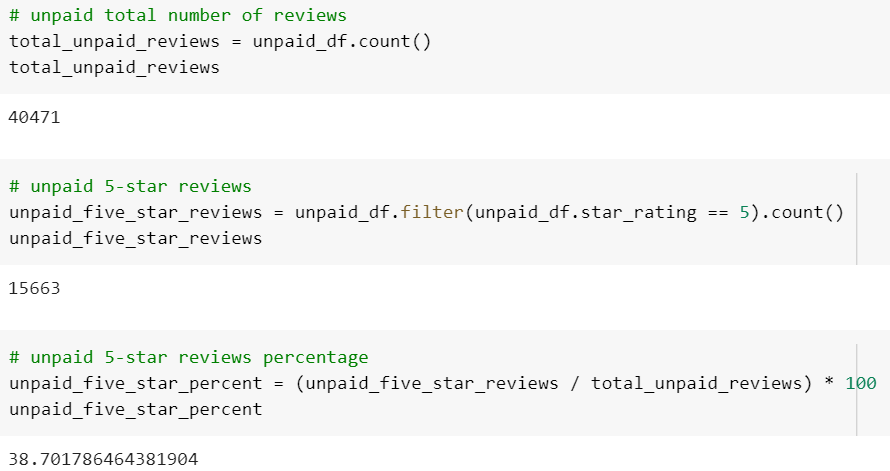 # unpaid total number of reviews
total_unpaid_reviews = unpaid_df.count()
total_unpaid_reviews
40471
# unpaid 5-star reviews
unpaid_five_star_reviews = unpaid_df.filter(unpaid_df.star_rating == 5).count()
unpaid_five_star_reviews
15663
# unpaid 5-star reviews percentage
unpaid_five_star_percent = (unpaid_five_star_reviews / total_unpaid_reviews) * 100
unpaid_five_star_percent
38.701786464381904